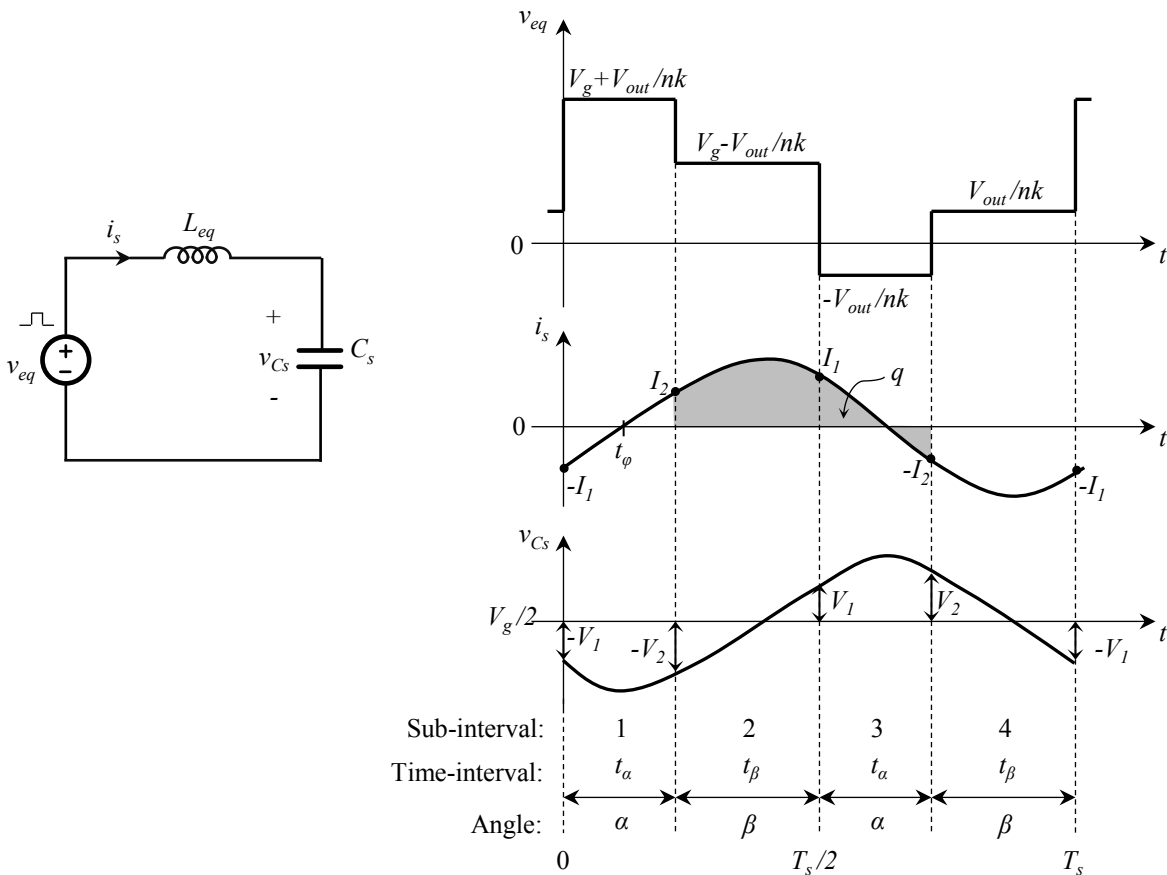 v_eq
V_g+V_out/nk
V_g-V_out/nk
V_out/nk
0
t
-V_out/nk
i_s
L_eq
+
v_Cs
-
C_s
v_eq
+
-
i_s
I_2
I_1
q
0
t
t_φ
-I_1
-I_2
-I_1
v_Cs
V_g/2
-V_1
-V_2
V_1
V_2
-V_1
t
Sub-interval: 1 2 3 4
Time-interval: t_α t_β t_α t_β
Angle: α β α β
0 T_s/2 T_s